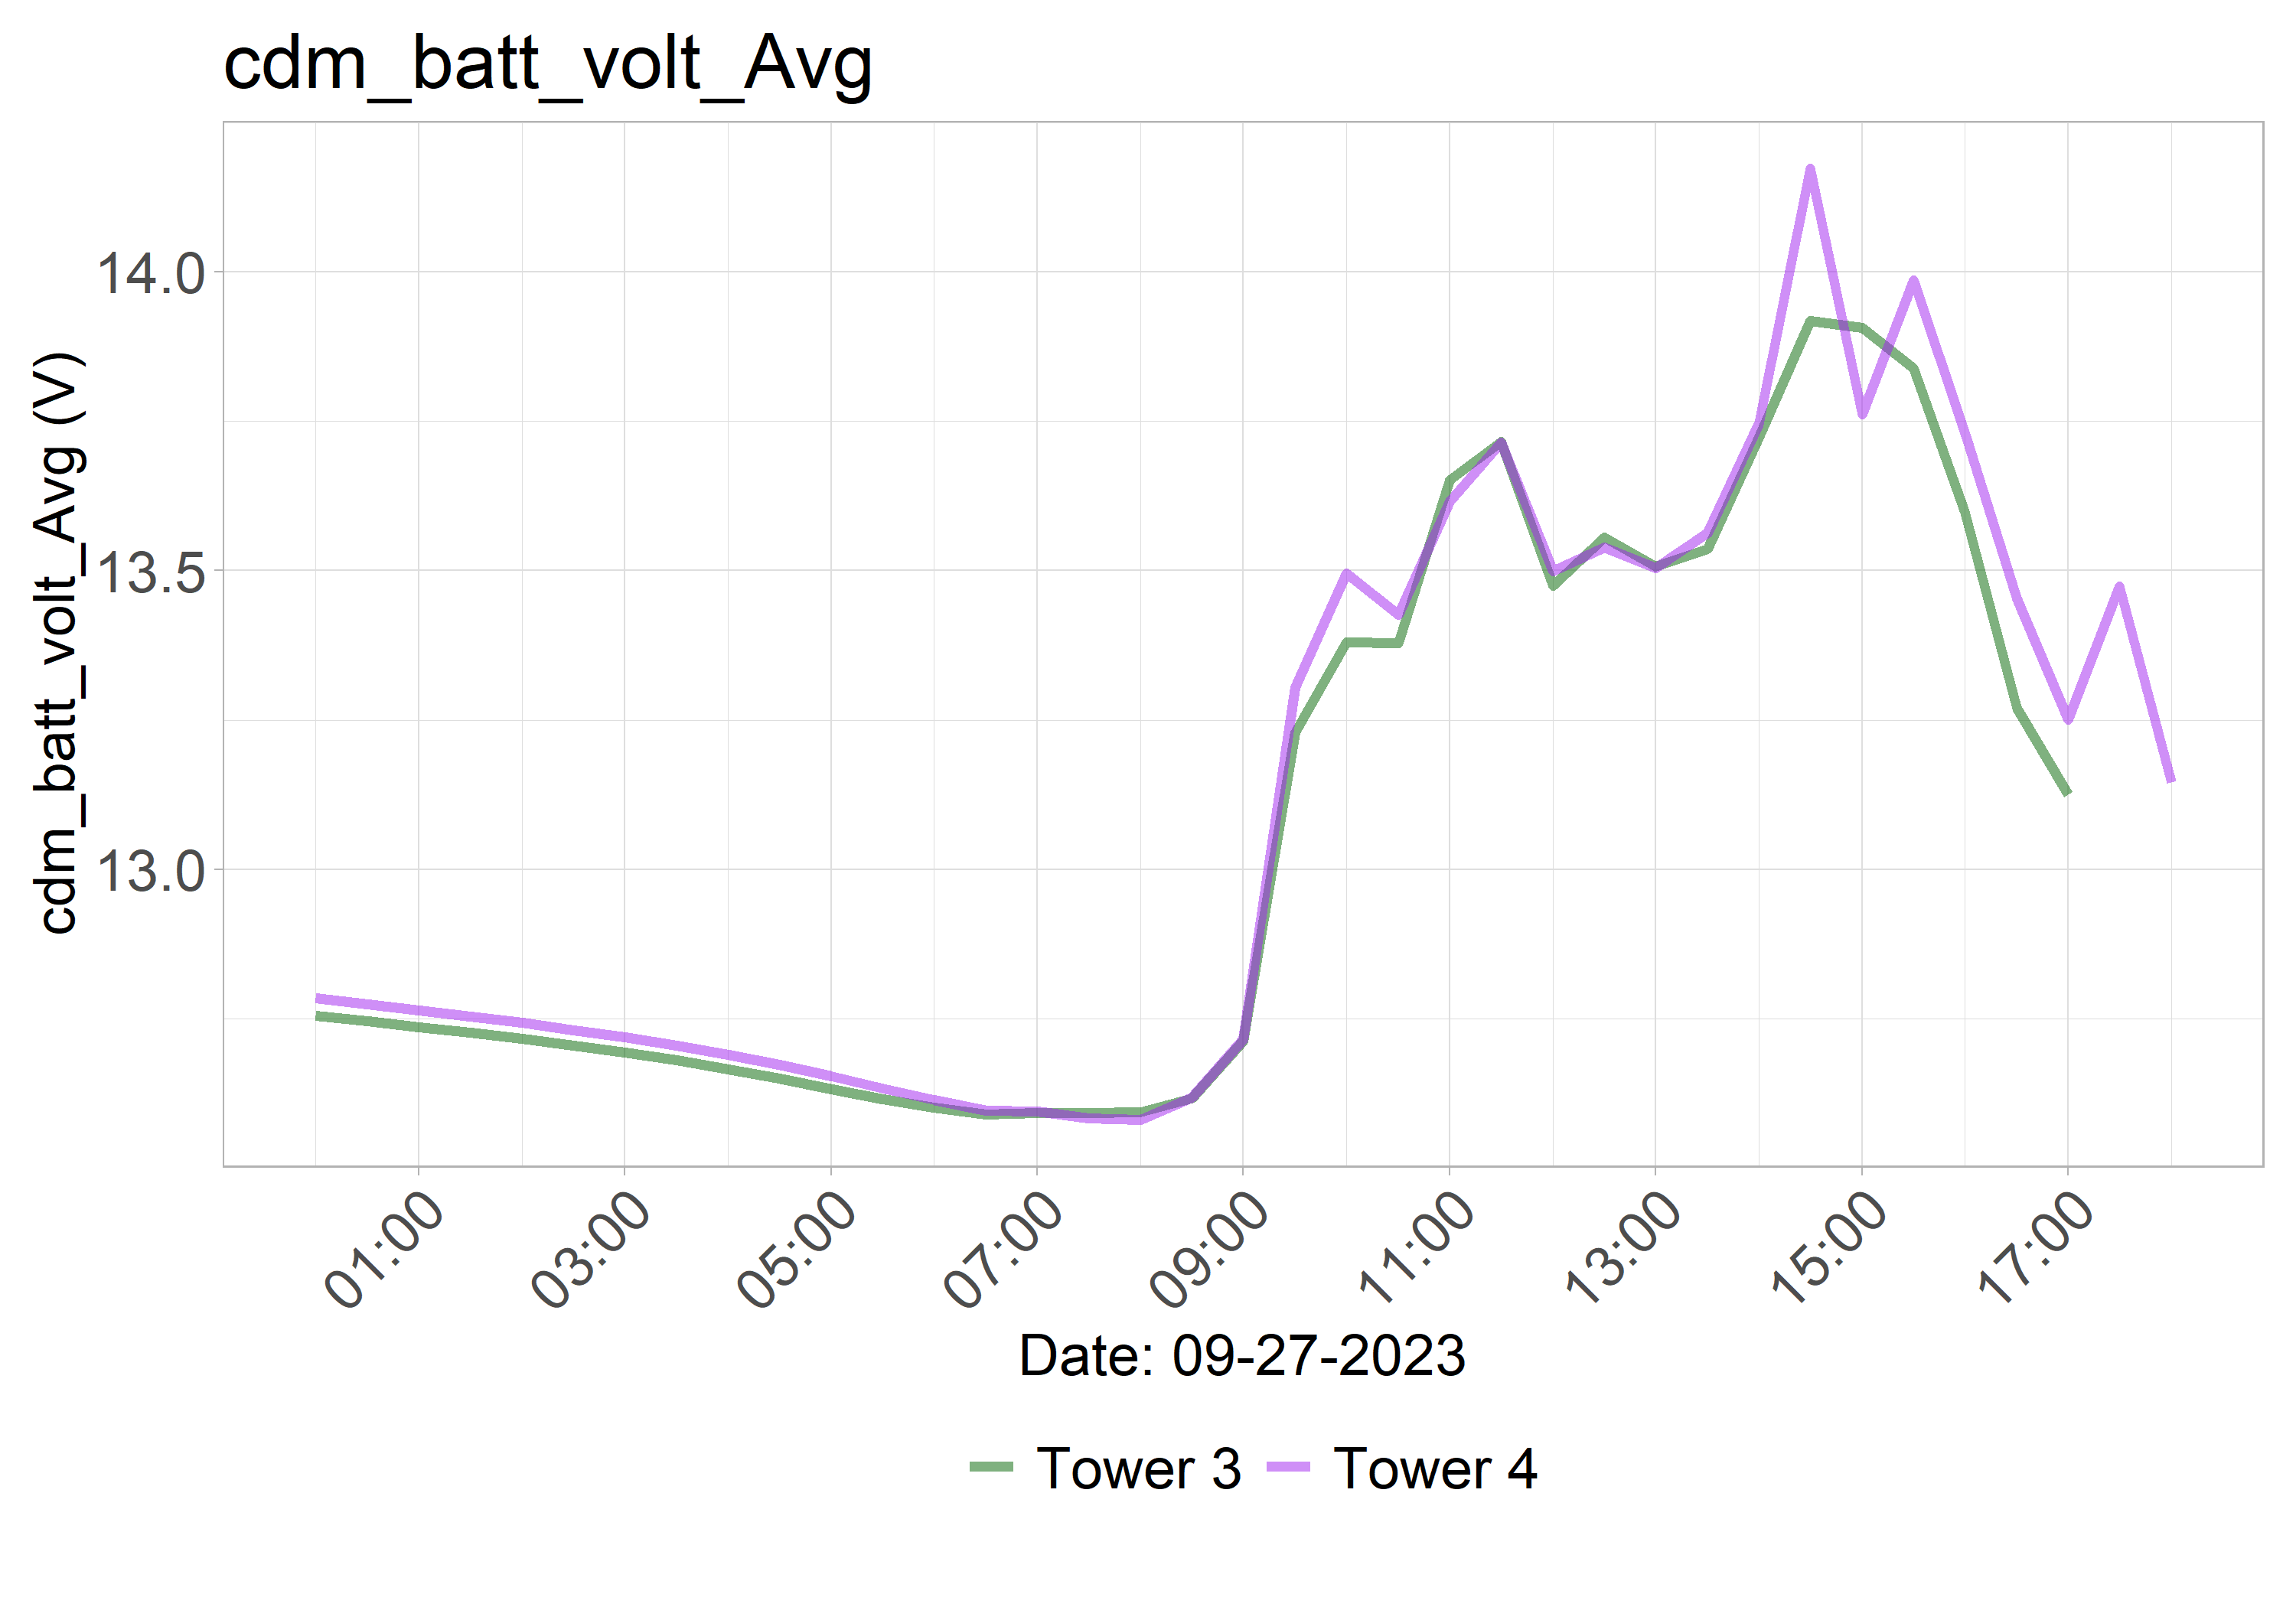 cdm_batt_volt_Avg
cdm_batt_volt_Avg (V)
14.0
13.5
13.0
01:00 03:00 05:00 07:00 09:00 11:00 13:00 15:00 17:00
Date: 09-27-2023
Tower 3 Tower 4